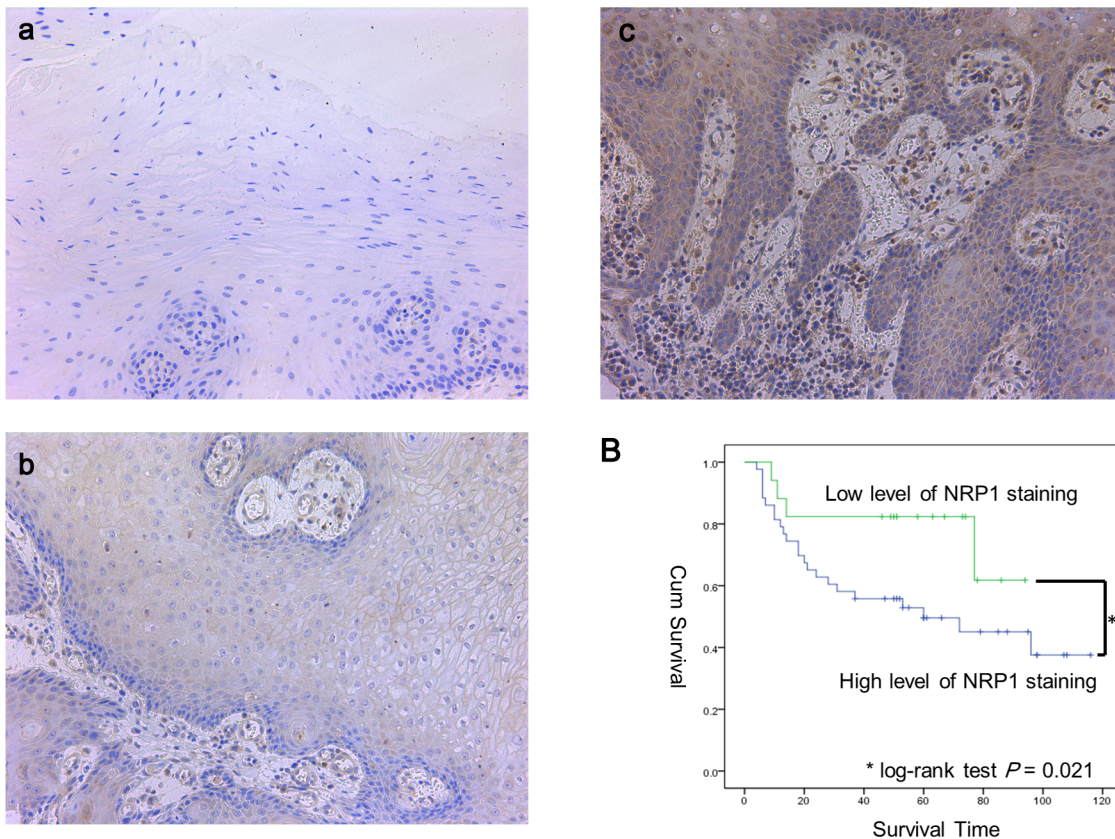 a
c
b
B
1.0
0.8
0.6
0.4
0.2
0.0
Cum Survival
Low level of NRP1 staining
*
High level of NRP1 staining
* log-rank test P = 0.021
0 20 40 60 80 100 120
Survival Time